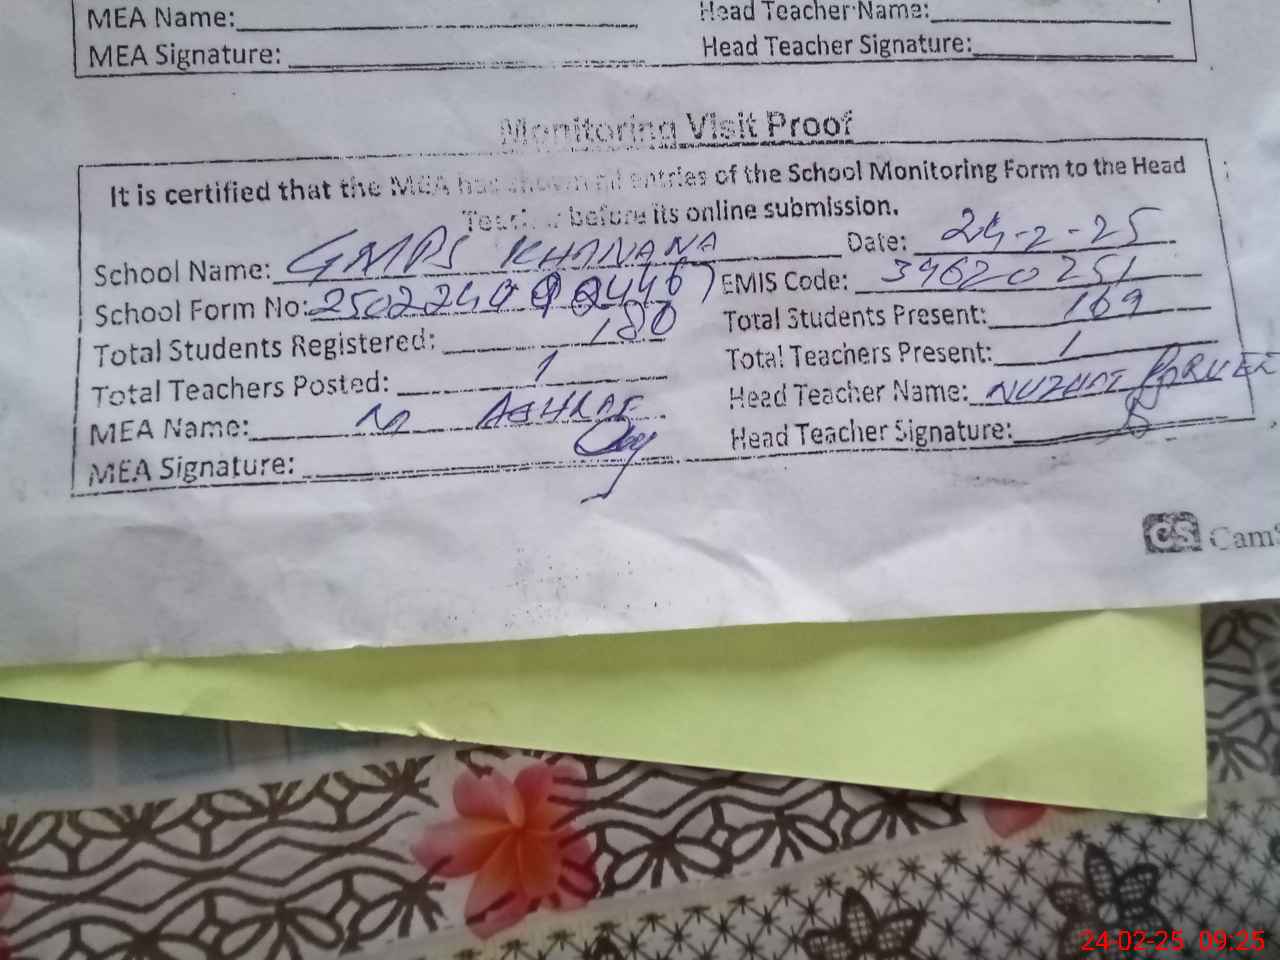 MEA Name: Head Teacher Name:
MEA Signature: Head Teacher Signature:
Monitoring Visit Proof
It is certified that the MEA has shown all entries of the School Monitoring Form to the Head
Teacher before its online submission.
School Name: GMPS KHANANA Date: 24-2-25
School Form No: EMIS Code: 39620251
Total Students Registered: 180 Total Students Present: 169
Total Teachers Posted: 1 Total Teachers Present: 1
MEA Name: M ASHRAF Head Teacher Name: NUZHAT
MEA Signature: Head Teacher Signature:
CS Cam
24-02-25 09:25